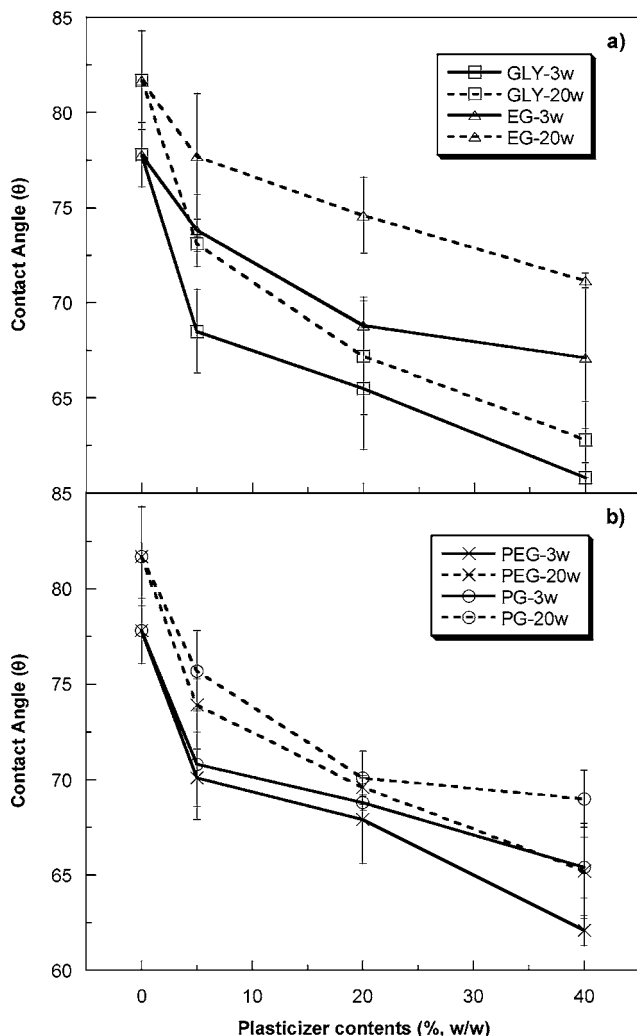 85
a)
GLY-3w
GLY-20w
EG-3w
EG-20w
80
75
70
65
Contact Angle (θ)
85
b)
PEG-3w
PEG-20w
PG-3w
PG-20w
80
75
70
65
60
Contact Angle (θ)
0 10 20 30 40
Plasticizer contents (%, w/w)